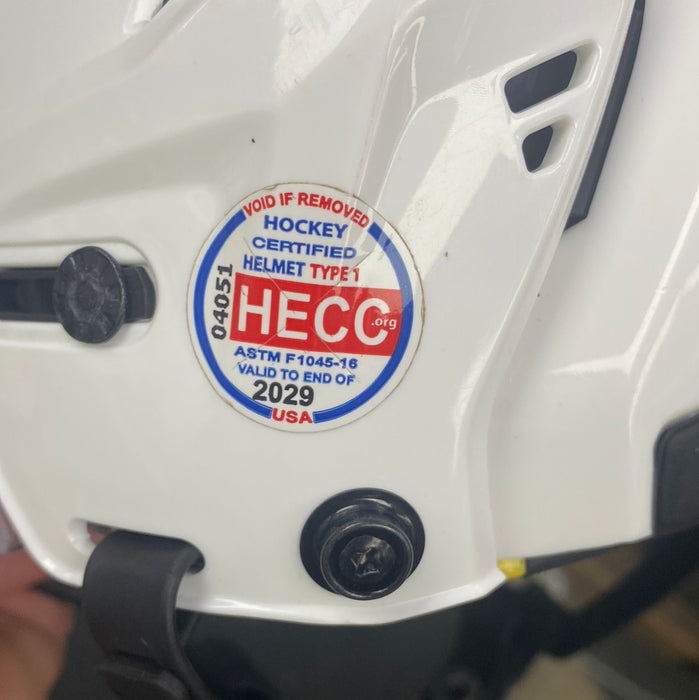 VOID IF REMOVED
HOCKEY
CERTIFIED
HELMET TYPE 1
04051
HECC.org
ASTM F1045-16
VALID TO END OF
2029
USA